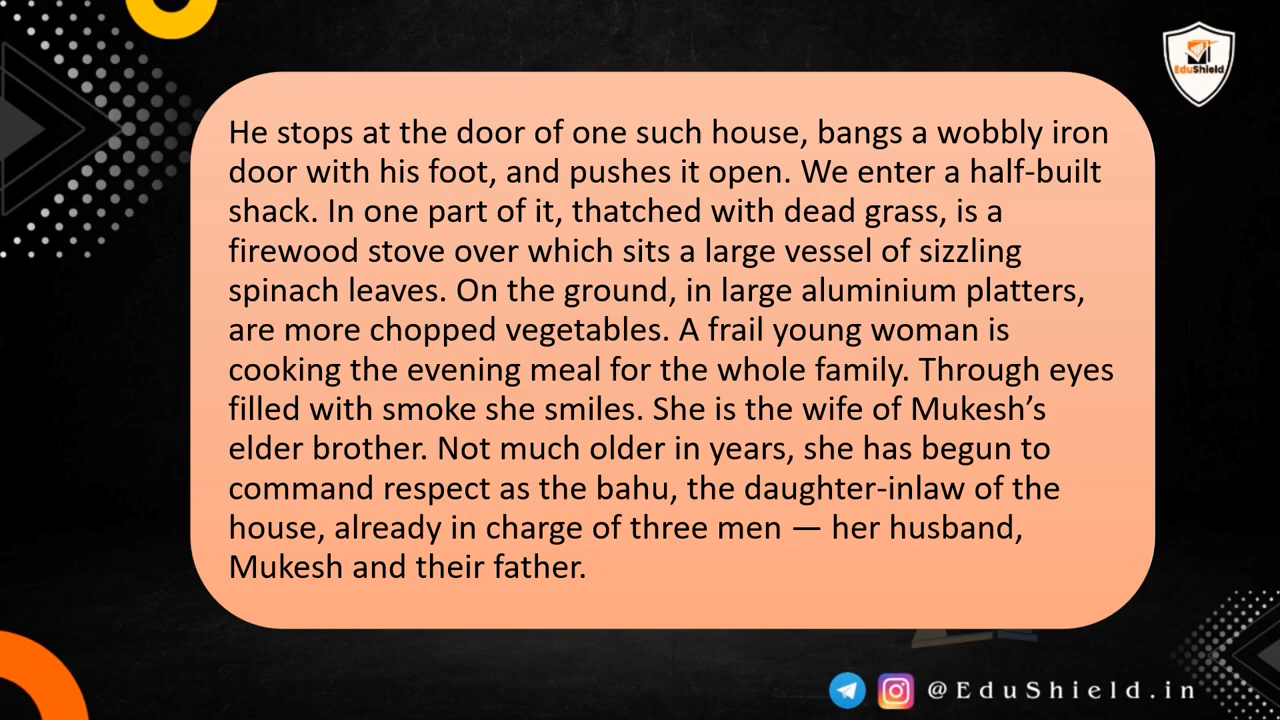 EduShield
He stops at the door of one such house, bangs a wobbly iron
door with his foot, and pushes it open. We enter a half-built
shack. In one part of it, thatched with dead grass, is a
firewood stove over which sits a large vessel of sizzling
spinach leaves. On the ground, in large aluminium platters,
are more chopped vegetables. A frail young woman is
cooking the evening meal for the whole family. Through eyes
filled with smoke she smiles. She is the wife of Mukesh’s
elder brother. Not much older in years, she has begun to
command respect as the bahu, the daughter-inlaw of the
house, already in charge of three men — her husband,
Mukesh and their father.
@EduShield.in